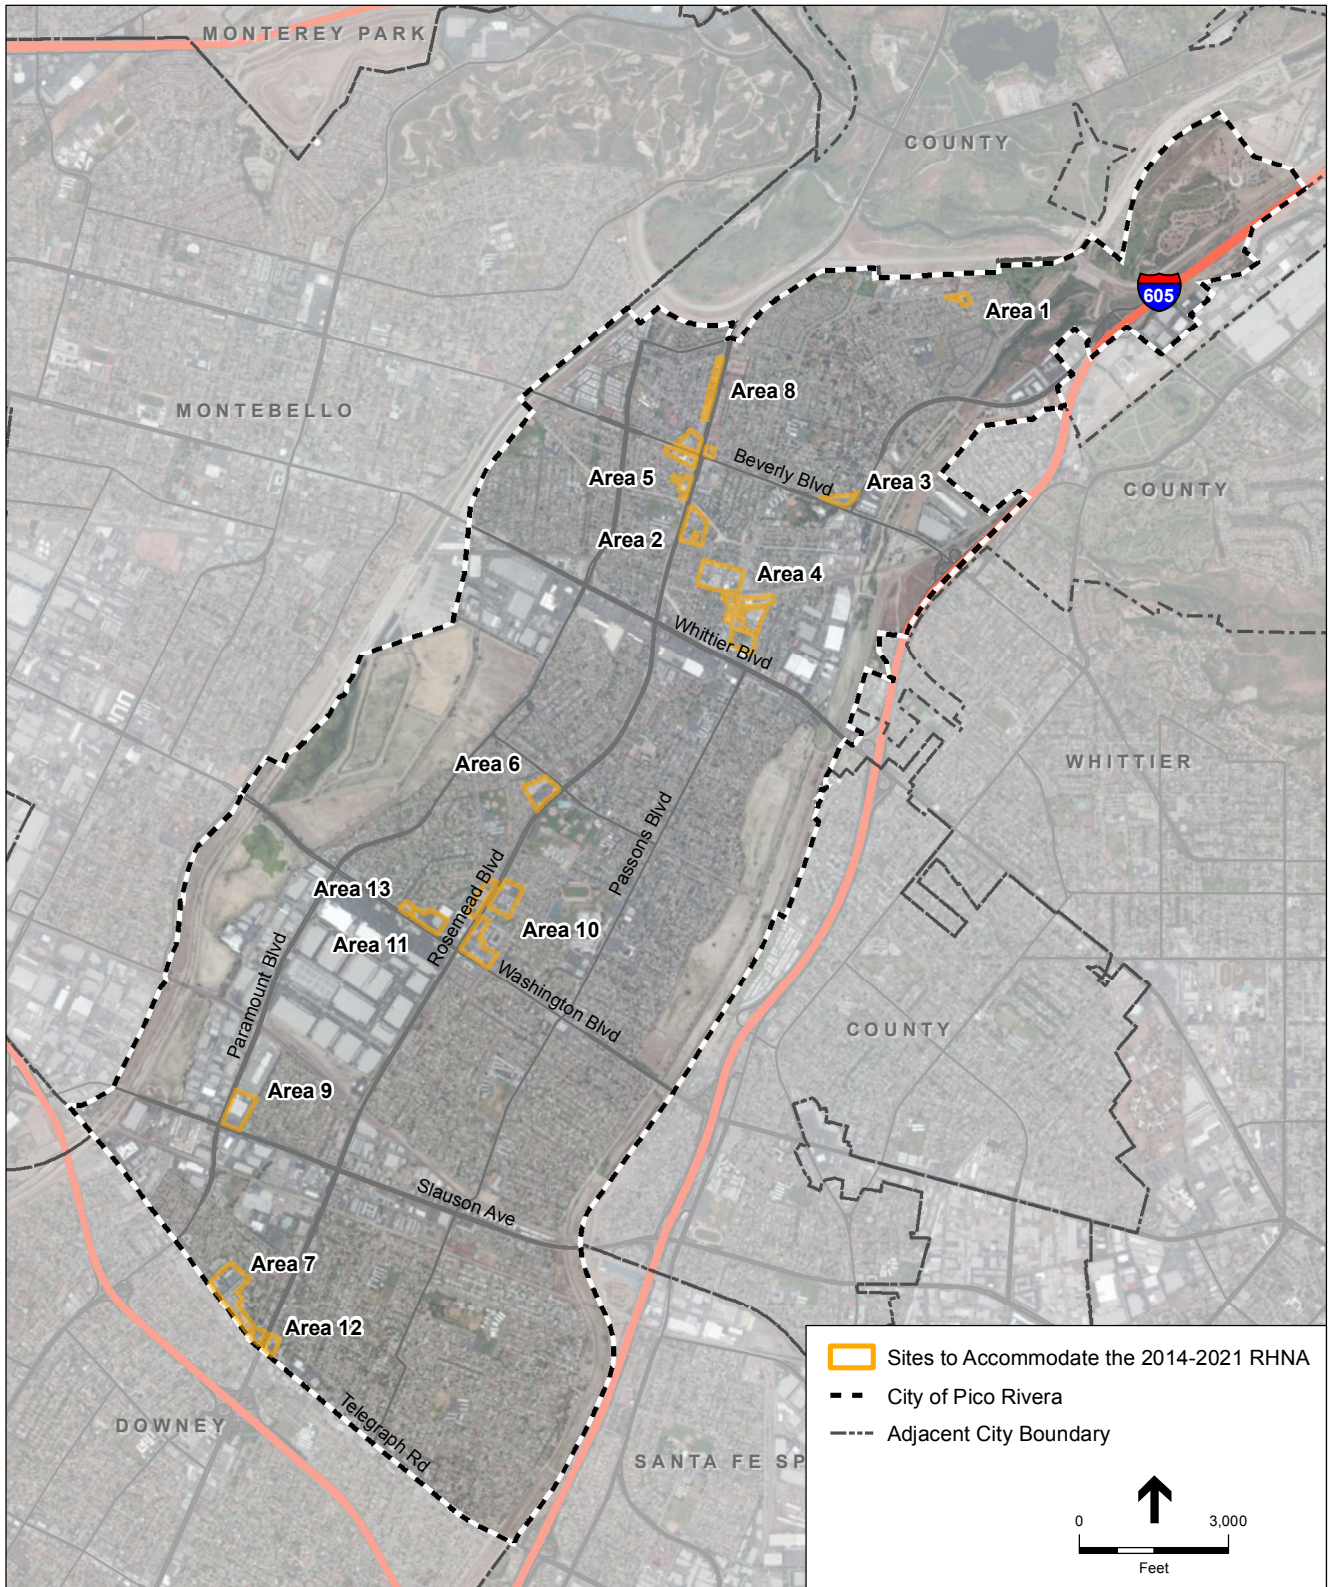 MONTEREY PARK
COUNTY
605
Area 1
Area 8
MONTEBELLO
Beverly Blvd
Area 5
Area 3
COUNTY
Area 2
Area 4
Whittier Blvd
WHITTIER
Area 6
Passons Blvd
Rosemead Blvd
Area 13
Area 10
Area 11
Paramount Blvd
Washington Blvd
COUNTY
Area 9
Slauson Ave
Area 7
Area 12
Telegraph Rd
DOWNEY
SANTA FE SP
Sites to Accommodate the 2014-2021 RHNA
City of Pico Rivera
Adjacent City Boundary
0 3,000
Feet